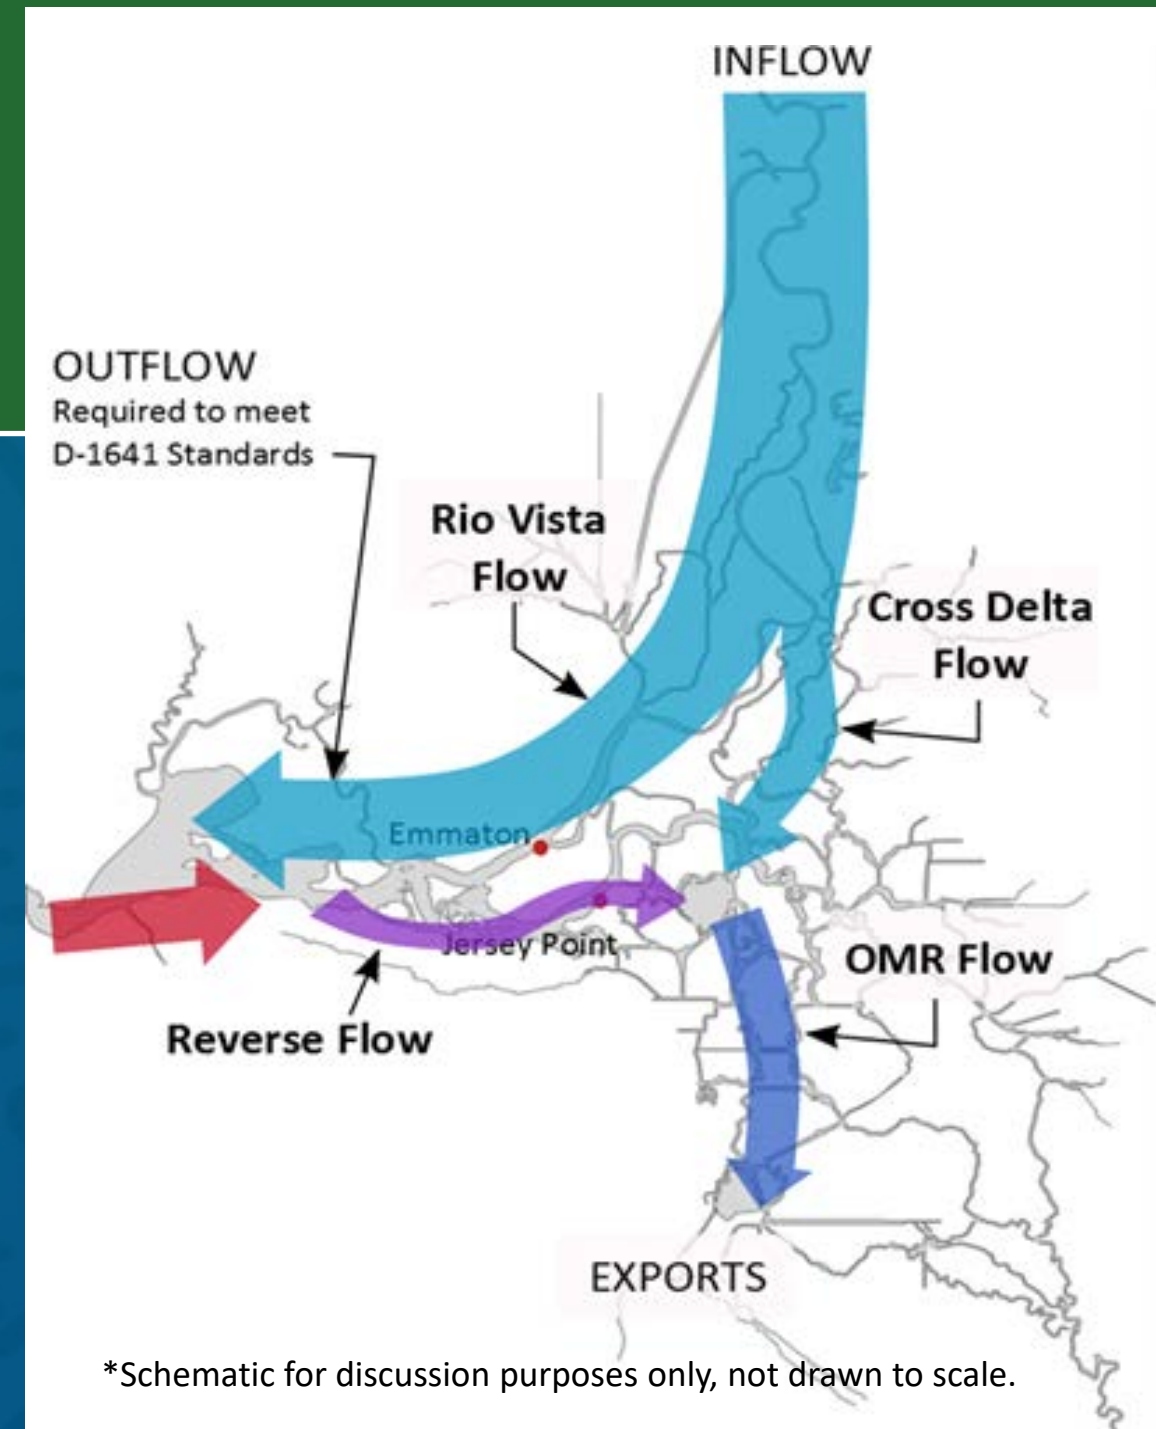 INFLOW
OUTFLOW
Required to meet
D-1641 Standards
Rio Vista
Flow
Cross Delta
Flow
Emmaton
Jersey Point
OMR Flow
Reverse Flow
EXPORTS
*Schematic for discussion purposes only, not drawn to scale.